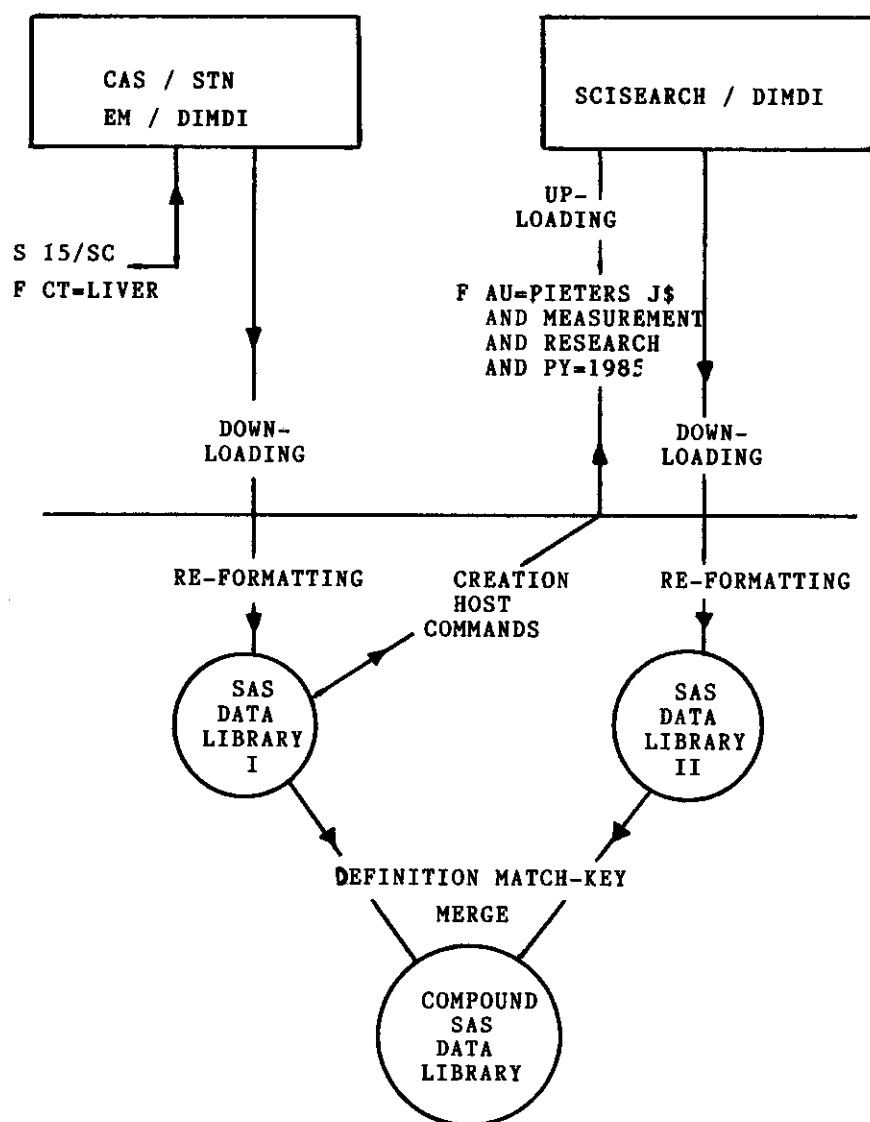 CAS / STN
EM / DIMDI
SCISEARCH / DIMDI
S 15/SC
F CT=LIVER
UP-
LOADING
F AU=PIETERS J$
AND MEASUREMENT
AND RESEARCH
AND PY=1985
DOWN-
LOADING
DOWN-
LOADING
RE-FORMATTING
CREATION
HOST
COMMANDS
RE-FORMATTING
SAS
DATA
LIBRARY
I
SAS
DATA
LIBRARY
II
DEFINITION MATCH-KEY
MERGE
COMPOUND
SAS
DATA
LIBRARY